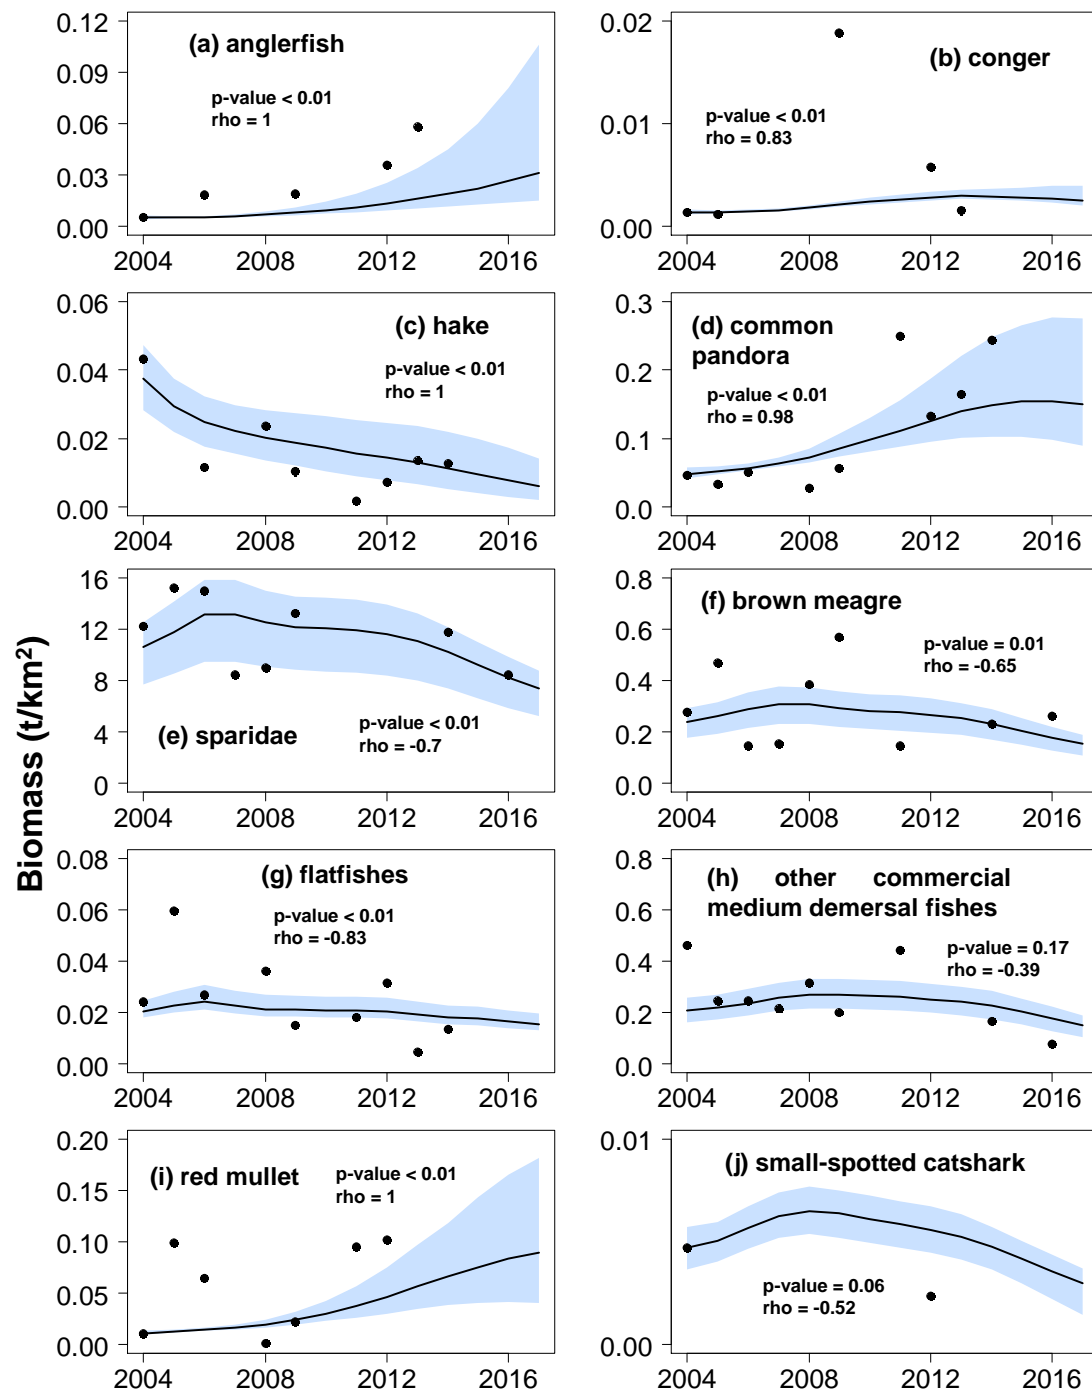 Biomass (t/km²)
(a) anglerfish
p-value < 0.01
rho = 1
0.12
0.09
0.06
0.03
0.00
2004 2008 2012 2016
(b) conger
p-value < 0.01
rho = 0.83
0.02
0.01
0.00
2004 2008 2012 2016
(c) hake
p-value < 0.01
rho = 1
0.06
0.04
0.02
0.00
2004 2008 2012 2016
(d) common
pandora
p-value < 0.01
rho = 0.98
0.3
0.2
0.1
0.0
2004 2008 2012 2016
16
12
8
4
0
(e) sparidae
p-value < 0.01
rho = -0.7
2004 2008 2012 2016
(f) brown meagre
p-value = 0.01
rho = -0.65
0.8
0.6
0.4
0.2
0.0
2004 2008 2012 2016
(g) flatfishes
p-value < 0.01
rho = -0.83
0.08
0.06
0.04
0.02
0.00
2004 2008 2012 2016
(h) other commercial
medium demersal fishes
p-value = 0.17
rho = -0.39
0.8
0.6
0.4
0.2
0.0
2004 2008 2012 2016
(i) red mullet
p-value < 0.01
rho = 1
0.20
0.15
0.10
0.05
0.00
2004 2008 2012 2016
(j) small-spotted catshark
p-value = 0.06
rho = -0.52
0.01
0.00
2004 2008 2012 2016